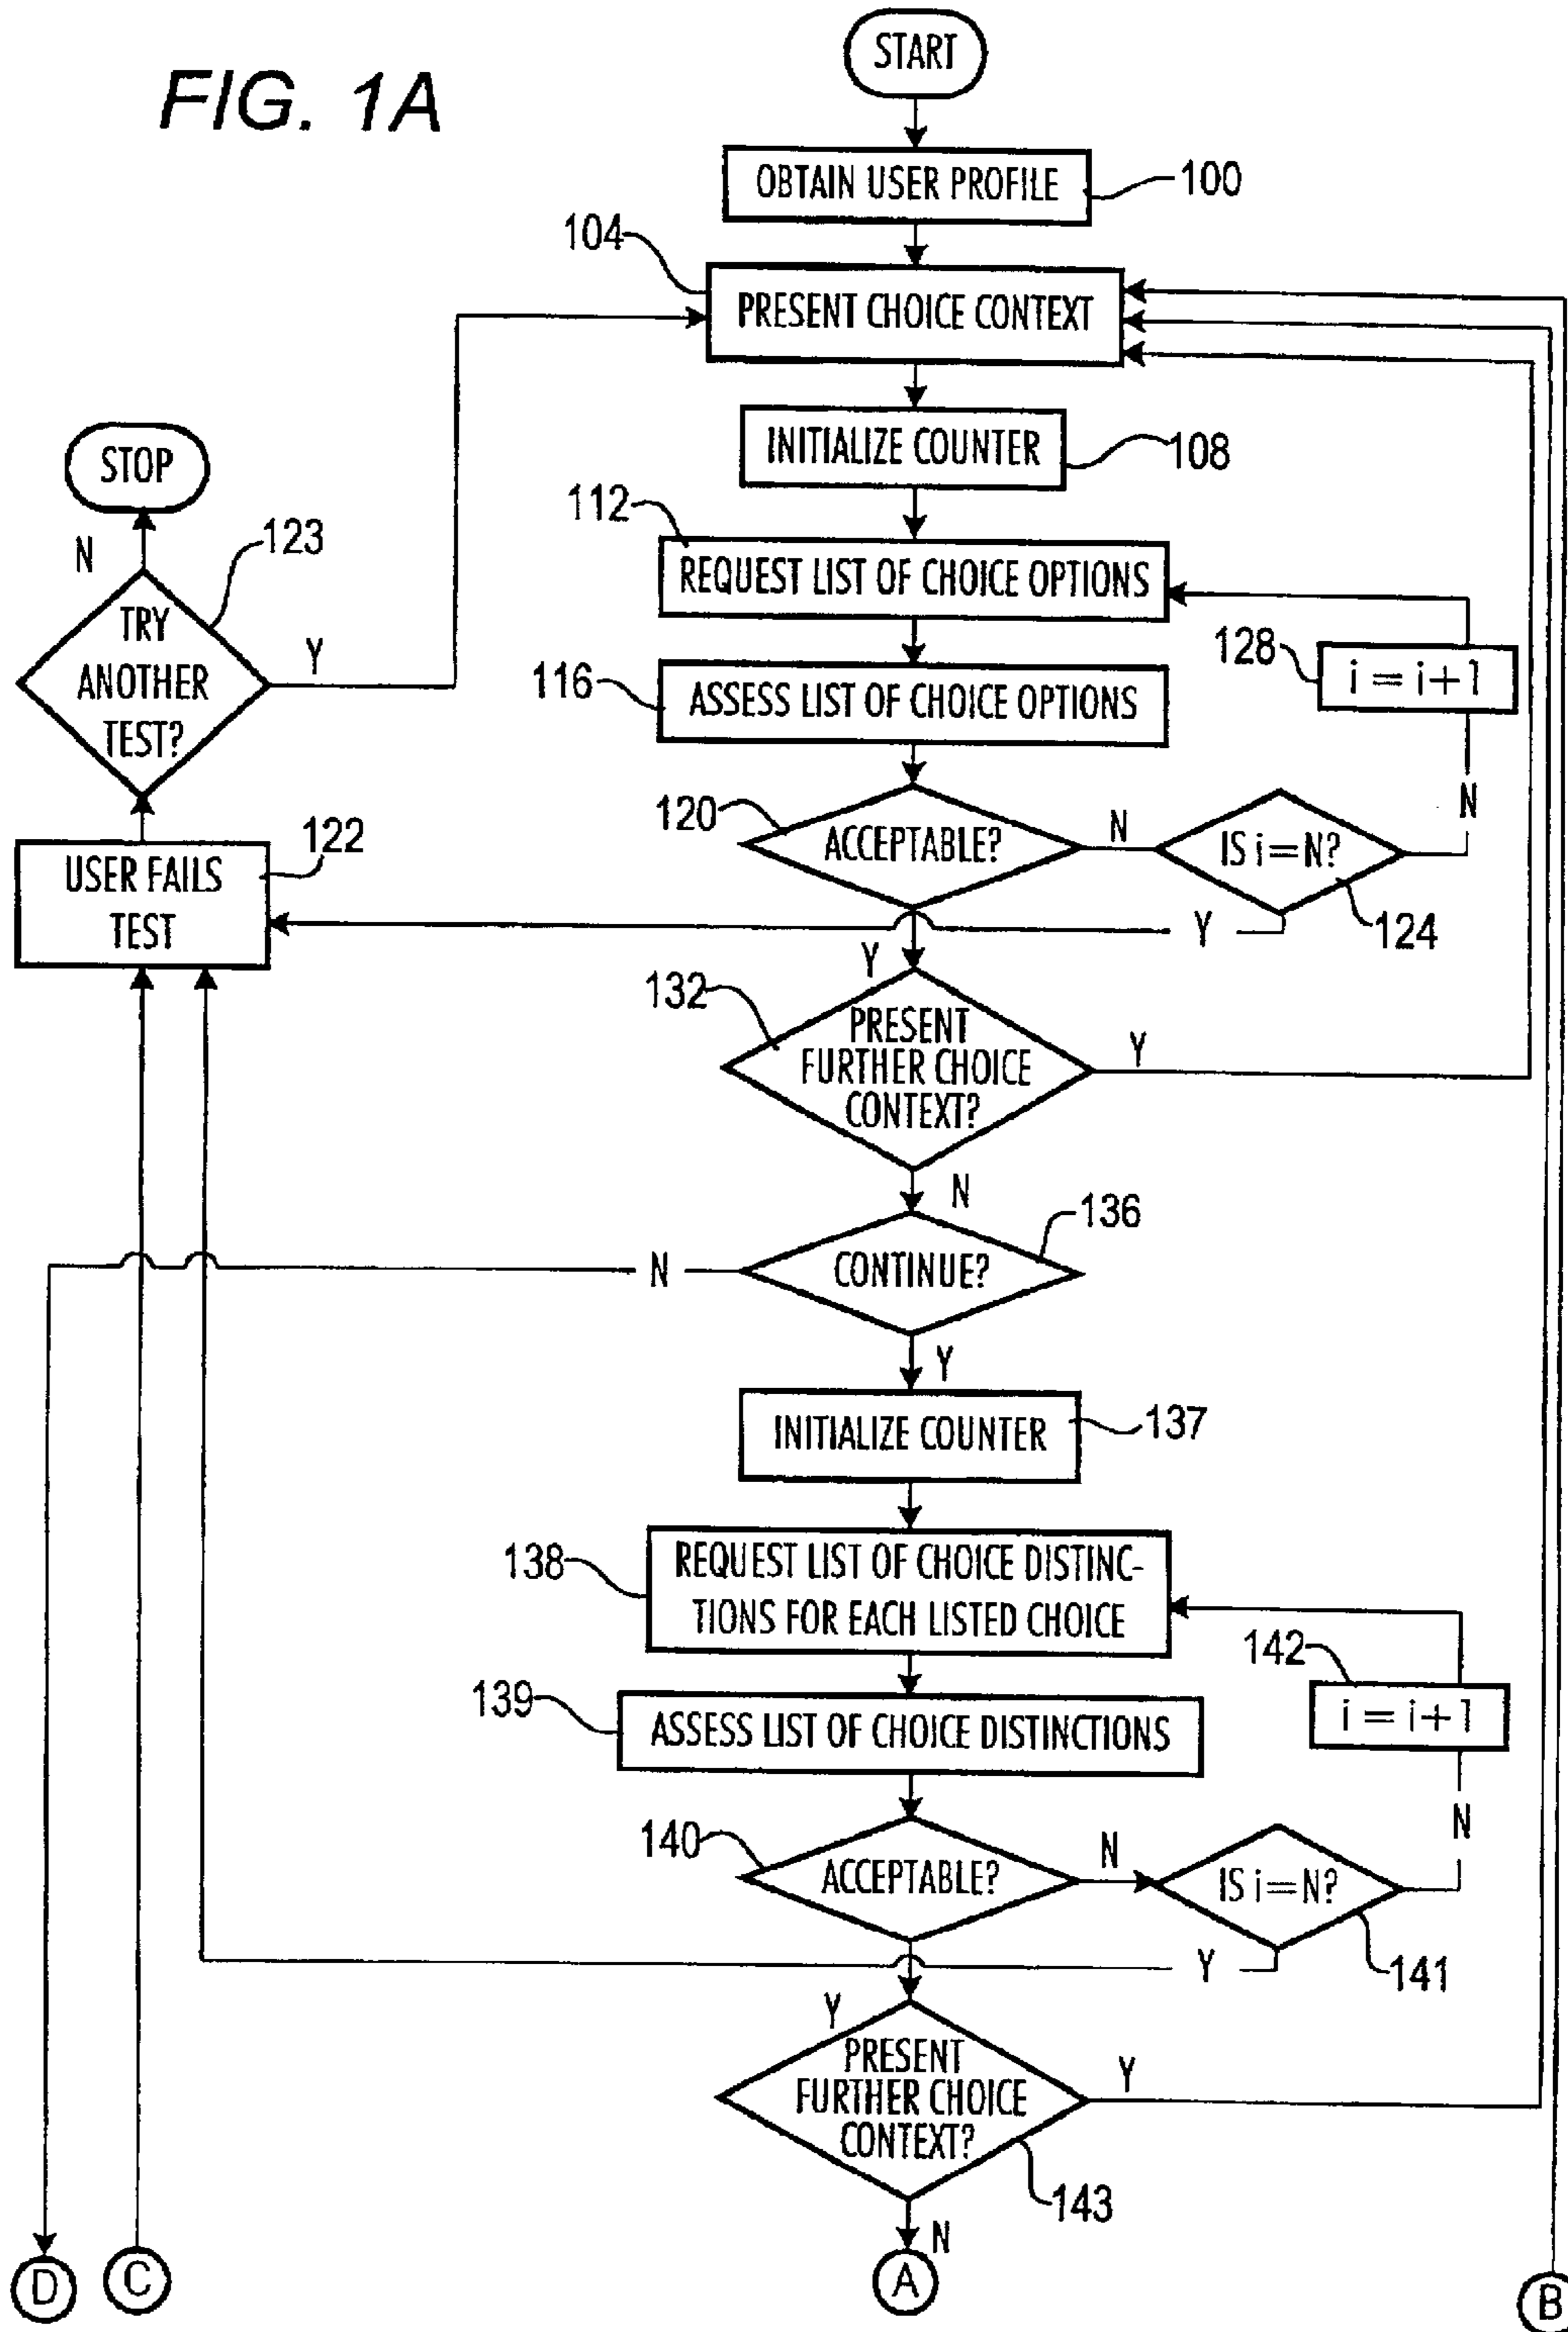 FIG. 1A
START
OBTAIN USER PROFILE
100
104
PRESENT CHOICE CONTEXT
INITIALIZE COUNTER
108
STOP
N
123
TRY
ANOTHER
TEST?
Y
112
REQUEST LIST OF CHOICE OPTIONS
116
ASSESS LIST OF CHOICE OPTIONS
128
i = i+1
N
120
ACCEPTABLE?
N
IS i=N?
124
Y
122
USER FAILS
TEST
Y
132
PRESENT
FURTHER CHOICE
CONTEXT?
Y
N
136
CONTINUE?
N
Y
INITIALIZE COUNTER
137
138
REQUEST LIST OF CHOICE DISTINC-
TIONS FOR EACH LISTED CHOICE
139
ASSESS LIST OF CHOICE DISTINCTIONS
142
i = i+1
N
140
ACCEPTABLE?
N
IS i=N?
141
Y
Y
PRESENT
FURTHER CHOICE
CONTEXT?
Y
143
N
D
C
A
B